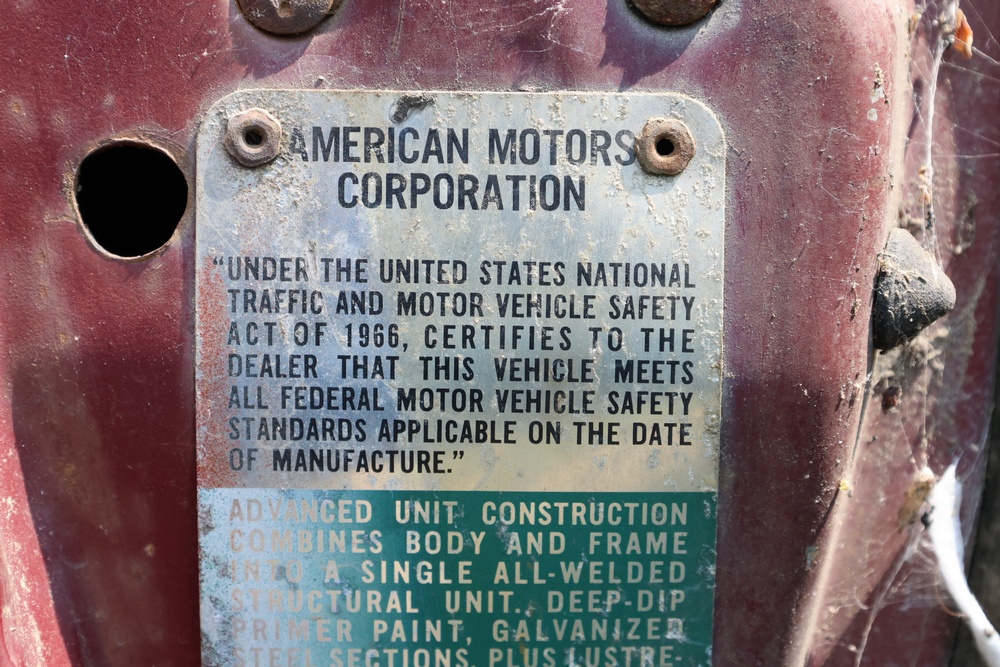 AMERICAN MOTORS
CORPORATION
“UNDER THE UNITED STATES NATIONAL
TRAFFIC AND MOTOR VEHICLE SAFETY
ACT OF 1966, CERTIFIES TO THE
DEALER THAT THIS VEHICLE MEETS
ALL FEDERAL MOTOR VEHICLE SAFETY
STANDARDS APPLICABLE ON THE DATE
OF MANUFACTURE.”
ADVANCED UNIT CONSTRUCTION
COMBINES BODY AND FRAME
INTO A SINGLE ALL-WELDED
STRUCTURAL UNIT., DEEP-DIP
PRIMER PAINT, GALVANIZED
STEEL SECTIONS, PLUS LUSTRE-